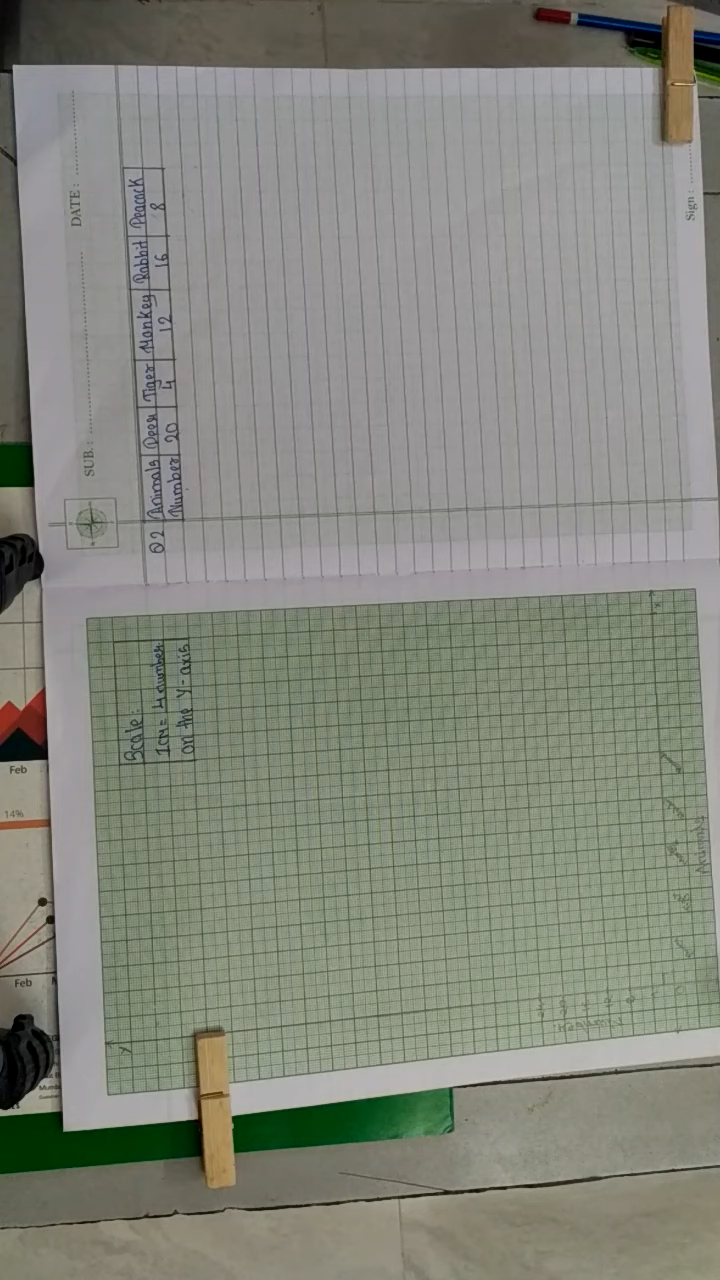 SUB. : ........................ DATE : ................
Q2 Animals Deer Tiger Monkey Rabbit Peacock
Number 20 4 12 16 8
Sign : ........
Scale:
1cm = 4 number
on the Y-axis
Y
X
Animals
Feb
14%
Feb